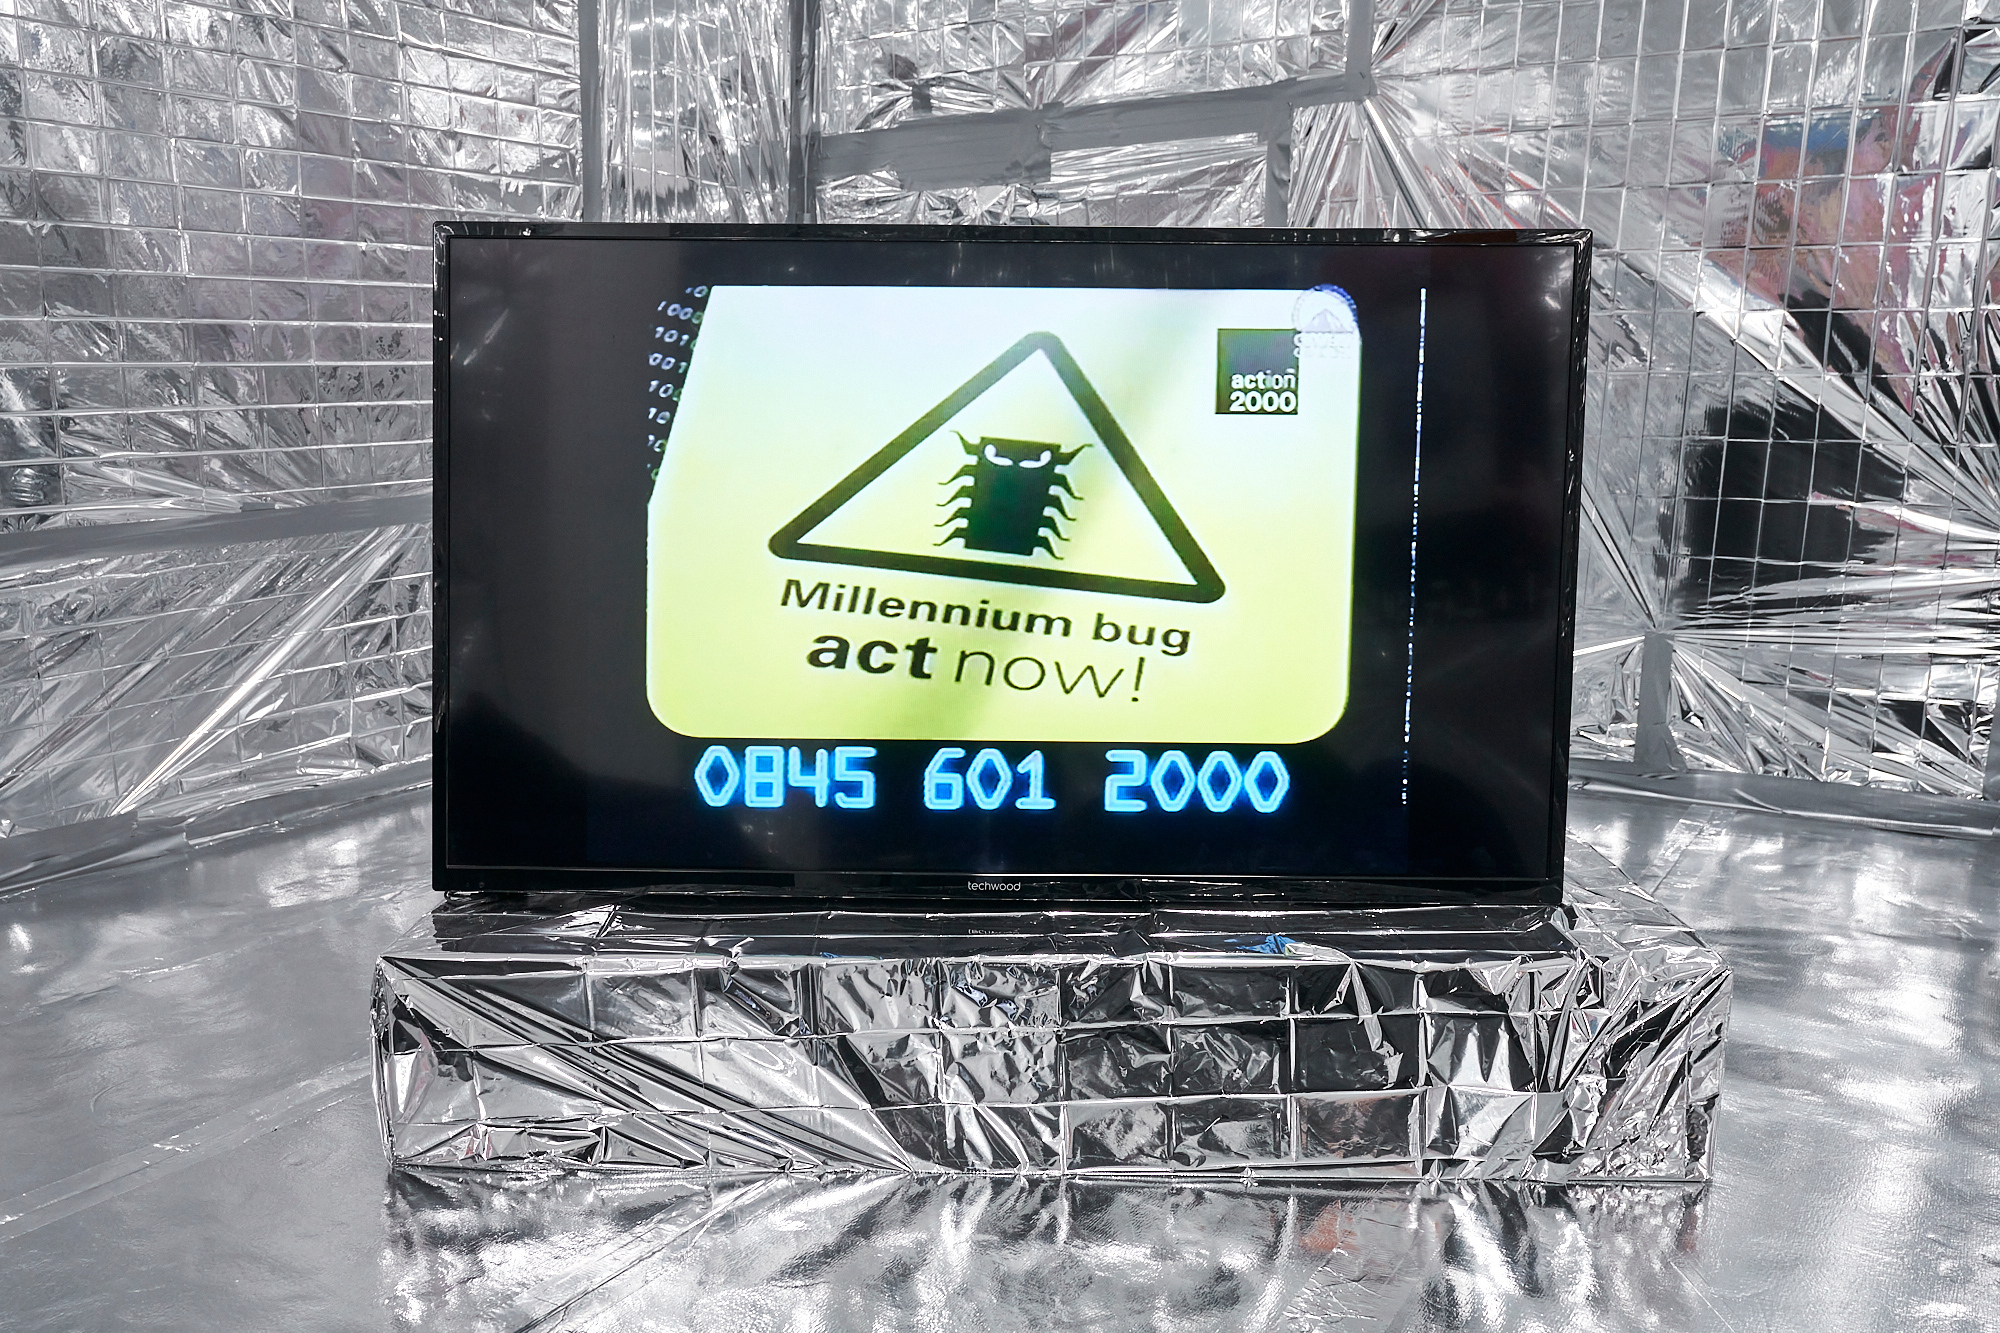 action
2000
Millennium bug
act now!
0845 601 2000
techwood